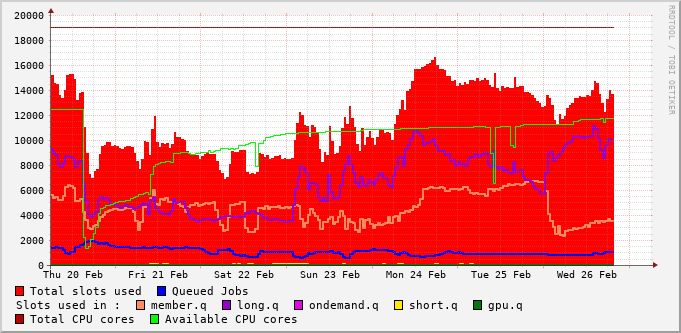 20000
18000
16000
14000
12000
10000
8000
6000
4000
2000
0
Thu 20 Feb Fri 21 Feb Sat 22 Feb Sun 23 Feb Mon 24 Feb Tue 25 Feb Wed 26 Feb
RRDTOOL / TOBI OETIKER
Total slots used Queued Jobs
Slots used in : member.q long.q ondemand.q short.q gpu.q
Total CPU cores Available CPU cores